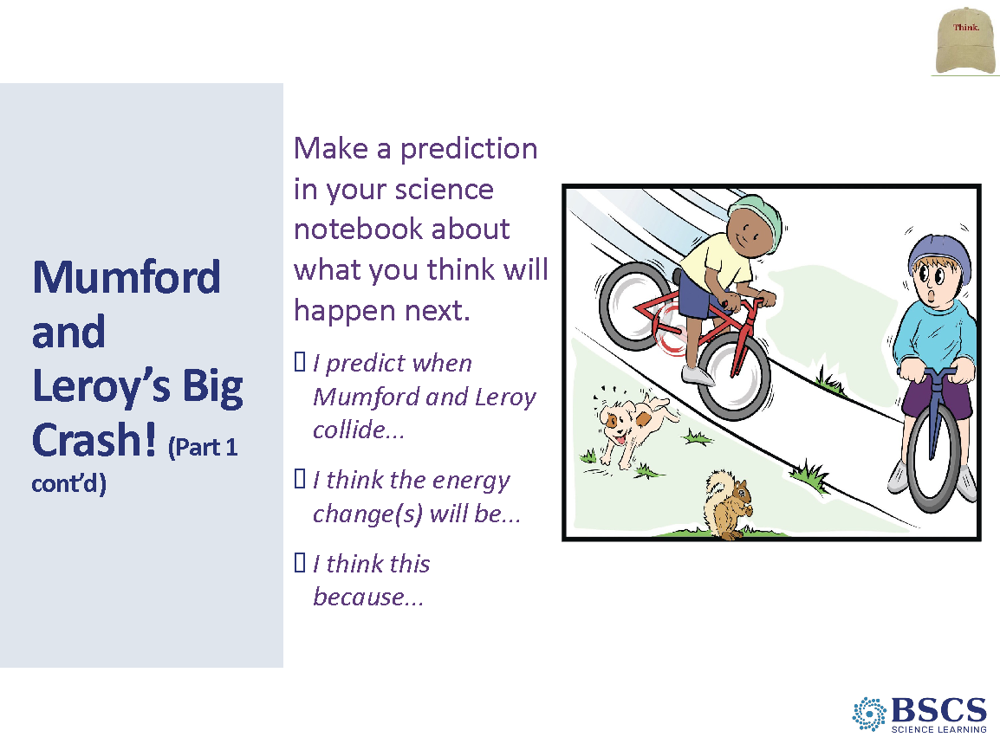 Think.
Mumford
and
Leroy’s Big
Crash! (Part 1
cont’d)
Make a prediction
in your science
notebook about
what you think will
happen next.
I predict when
Mumford and Leroy
collide...
I think the energy
change(s) will be...
I think this
because...
BSCS
SCIENCE LEARNING